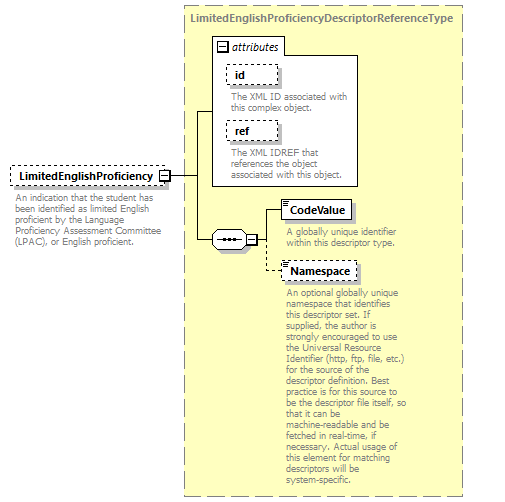 LimitedEnglishProficiencyDescriptorReferenceType
attributes
id
The XML ID associated with
this complex object.
ref
The XML IDREF that
references the object
associated with this object.
LimitedEnglishProficiency
An indication that the student has
been identified as limited English
proficient by the Language
Proficiency Assessment Committee
(LPAC), or English proficient.
CodeValue
A globally unique identifier
within this descriptor type.
Namespace
An optional globally unique
namespace that identifies
this descriptor set. If
supplied, the author is
strongly encouraged to use
the Universal Resource
Identifier (http, ftp, file, etc.)
for the source of the
descriptor definition. Best
practice is for this source to
be the descriptor file itself, so
that it can be
machine-readable and be
fetched in real-time, if
necessary. Actual usage of
this element for matching
descriptors will be
system-specific.